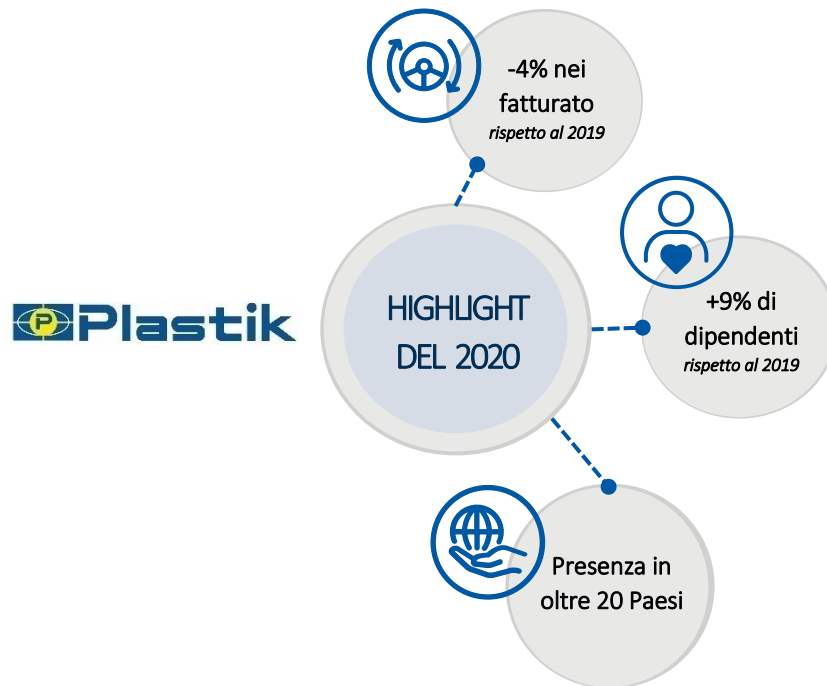 -4% nei
fatturato
rispetto al 2019
+9% di
dipendenti
rispetto al 2019
P Plastik
HIGHLIGHT
DEL 2020
Presenza in
oltre 20 Paesi